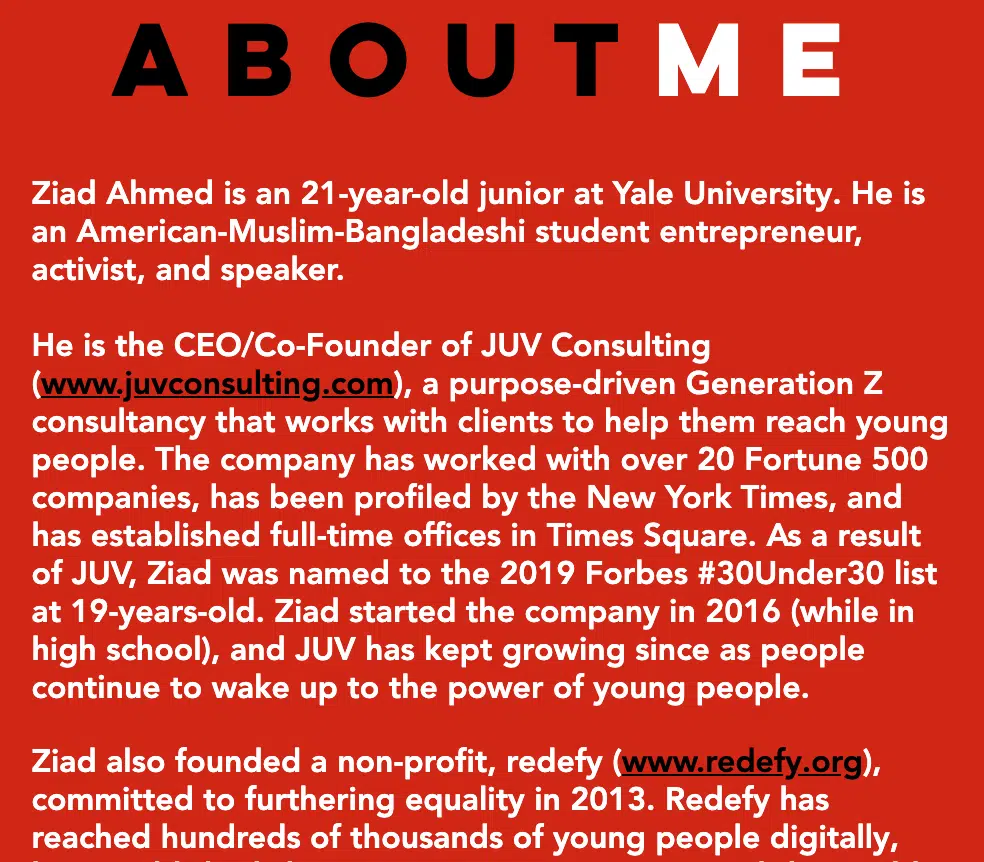 ABOUT ME
Ziad Ahmed is an 21-year-old junior at Yale University. He is
an American-Muslim-Bangladeshi student entrepreneur,
activist, and speaker.
He is the CEO/Co-Founder of JUV Consulting
(www.juvconsulting.com), a purpose-driven Generation Z
consultancy that works with clients to help them reach young
people. The company has worked with over 20 Fortune 500
companies, has been profiled by the New York Times, and
has established full-time offices in Times Square. As a result
of JUV, Ziad was named to the 2019 Forbes #30Under30 list
at 19-years-old. Ziad started the company in 2016 (while in
high school), and JUV has kept growing since as people
continue to wake up to the power of young people.
Ziad also founded a non-profit, redefy (www.redefy.org),
committed to furthering equality in 2013. Redefy has
reached hundreds of thousands of young people digitally,